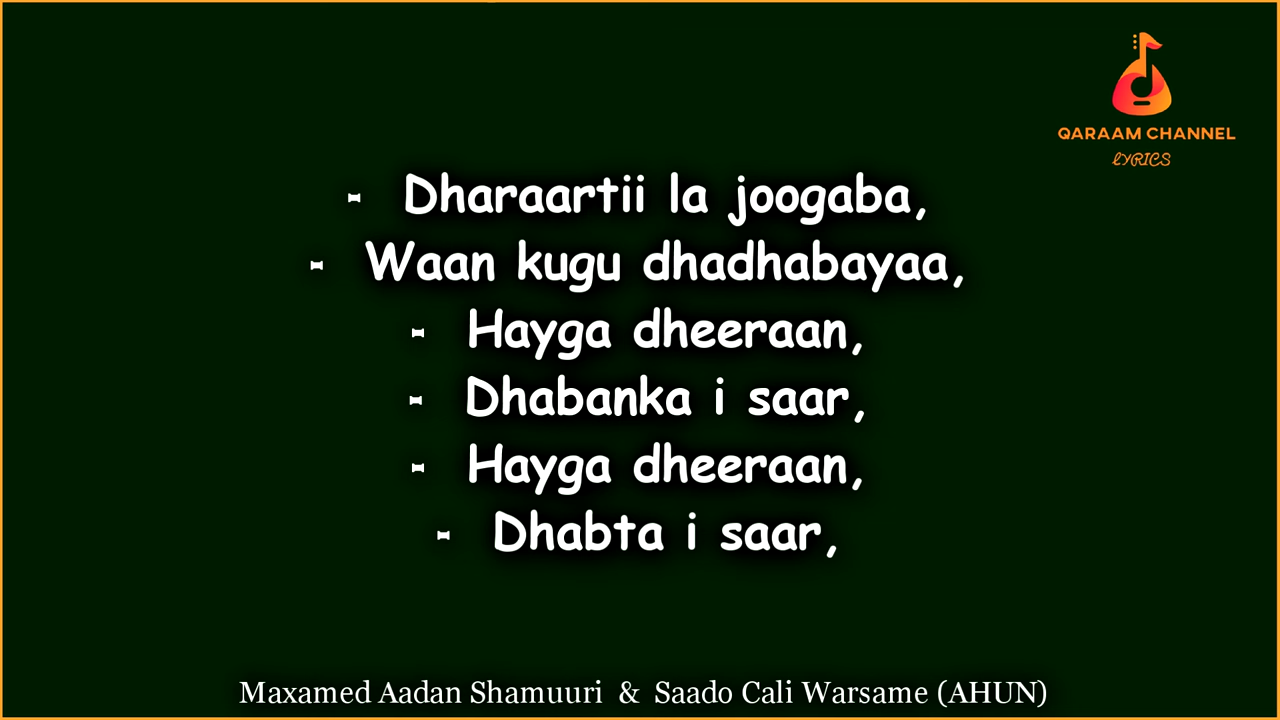 QARAAM CHANNEL
LYRICS
- Dharaartii la joogaba,
- Waan kugu dhadhabayaa,
- Hayga dheeraan,
- Dhabanka i saar,
- Hayga dheeraan,
- Dhabta i saar,
Maxamed Aadan Shamuuri & Saado Cali Warsame (AHUN)